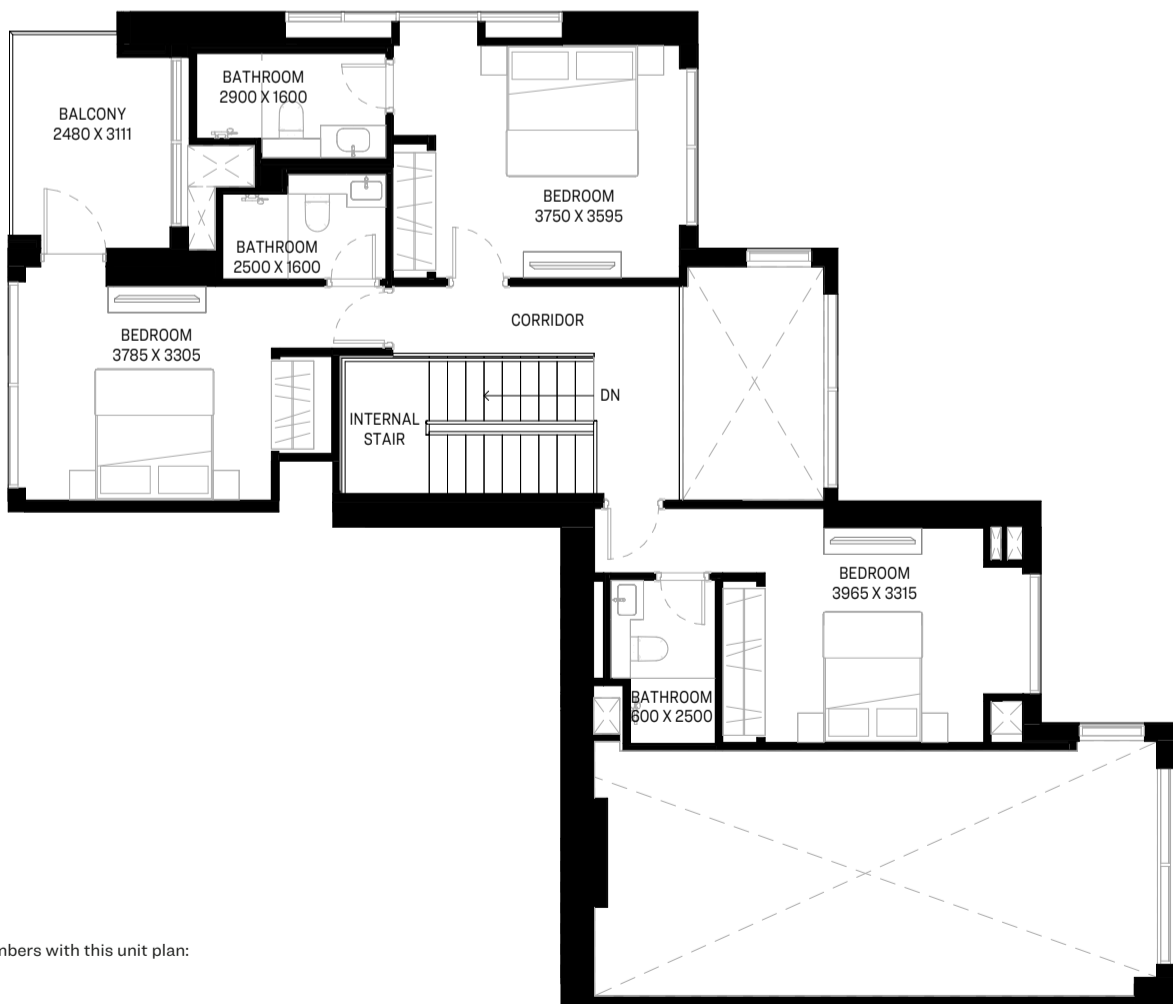 BATHROOM
2900 X 1600
BALCONY
2480 X 3111
BEDROOM
3750 X 3595
BATHROOM
2500 X 1600
CORRIDOR
BEDROOM
3785 X 3305
DN
INTERNAL
STAIR
BEDROOM
3965 X 3315
BATHROOM
600 X 2500
mbers with this unit plan: